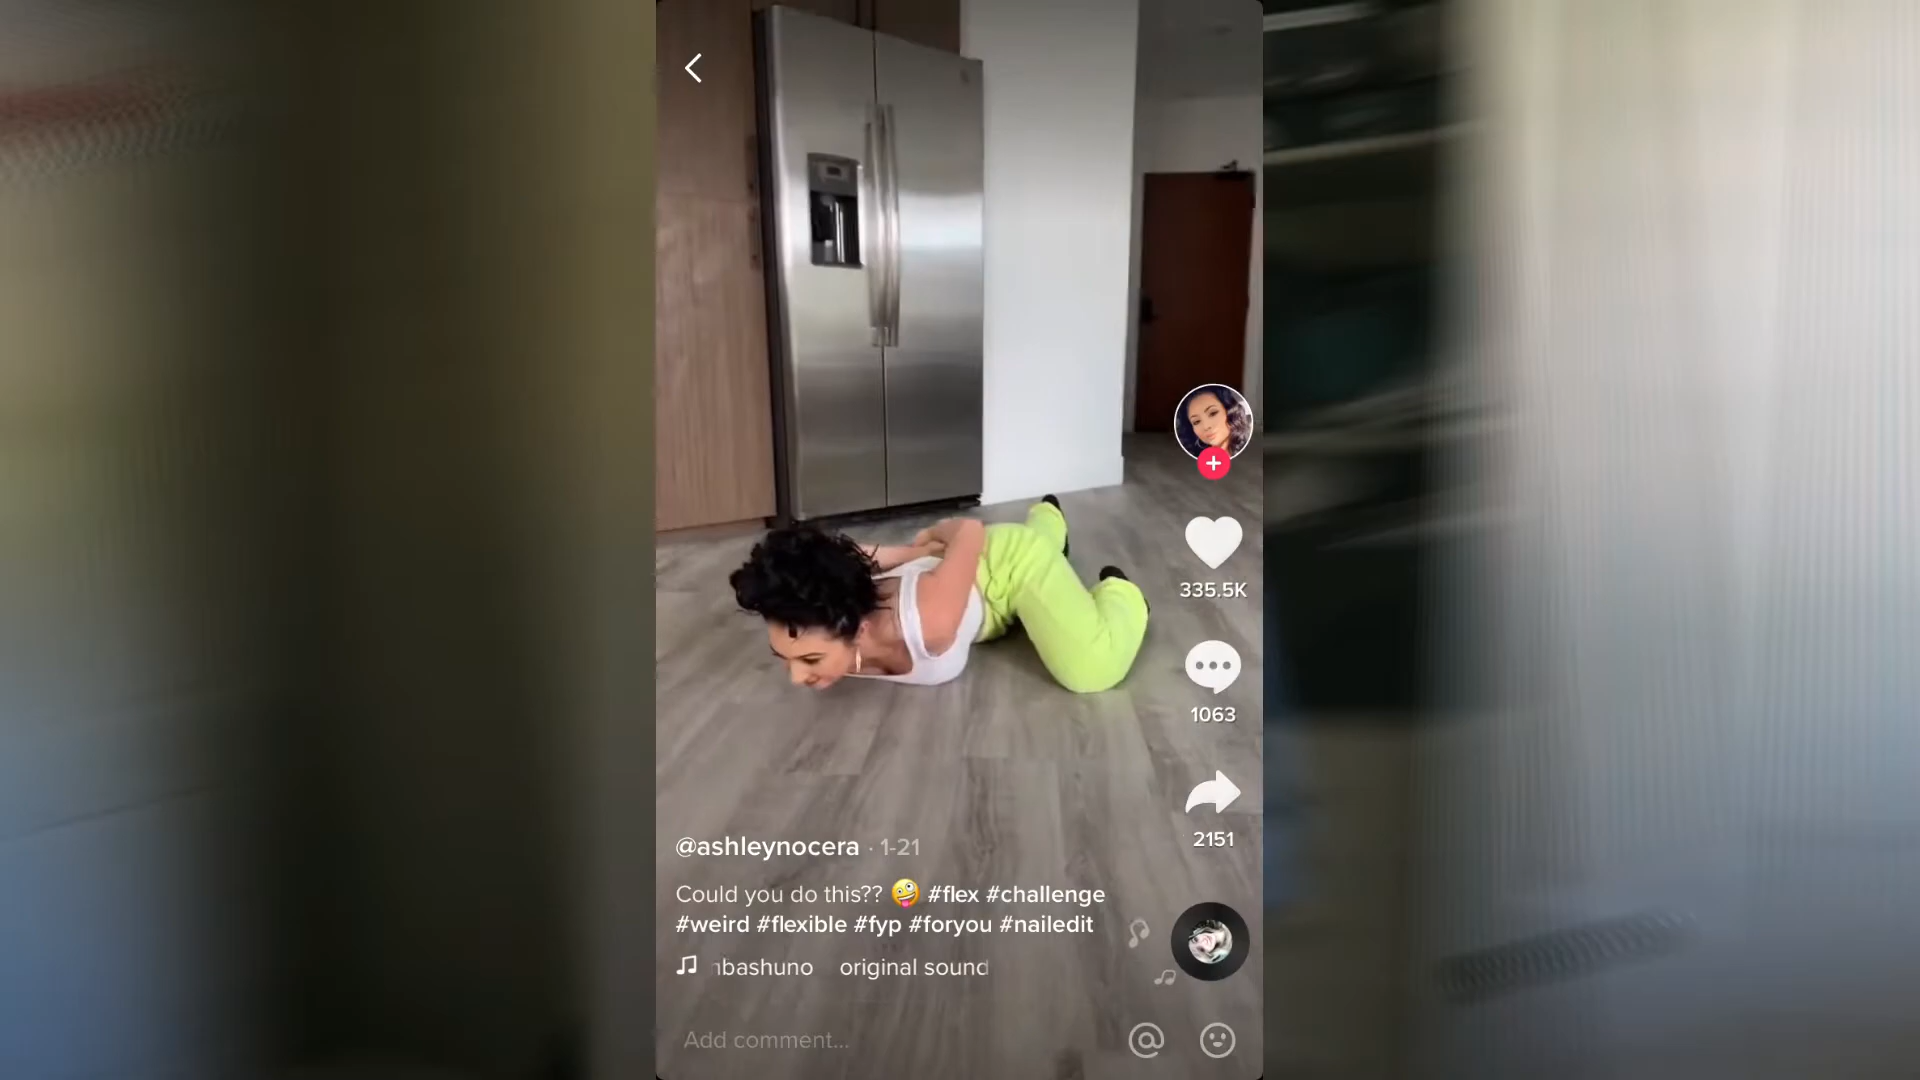 335.5K
1063
2151
@ashleynocera · 1-21
Could you do this?? 🤪 #flex #challenge
#weird #flexible #fyp #foryou #nailedit
bashuno original sound
Add comment...